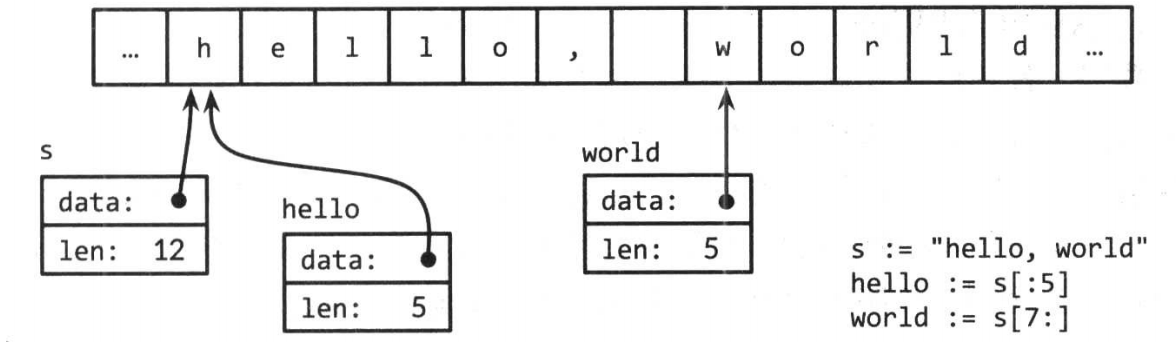 … h e l l o , w o r l d …
s
data:
len: 12
hello
data:
len: 5
world
data:
len: 5
s := "hello, world"
hello := s[:5]
world := s[7:]